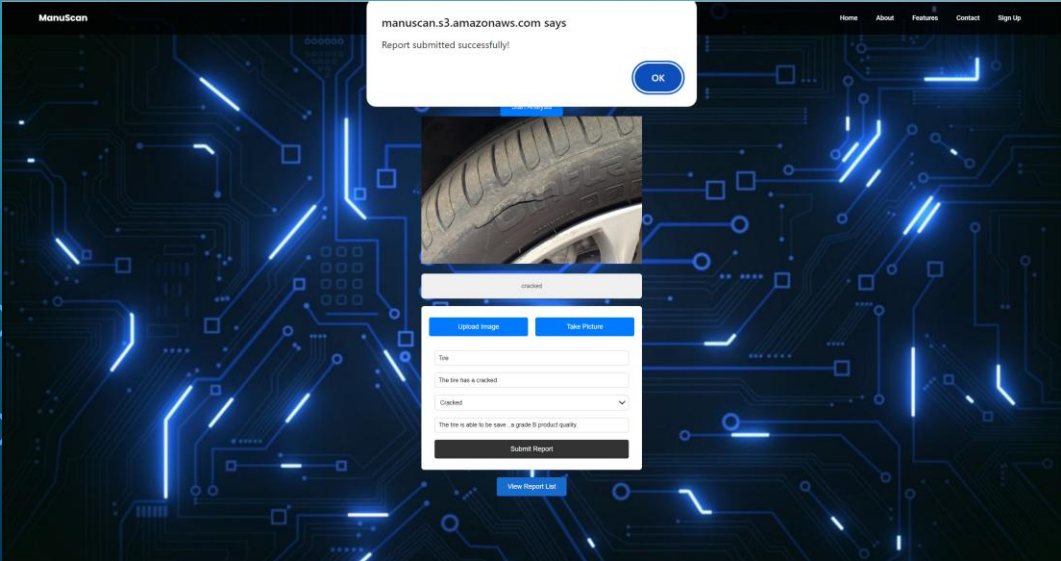 ManuScan
Home About Features Contact Sign Up
manuscan.s3.amazonaws.com says
Report submitted successfully!
OK
Start Analysis
cracked
Upload Image Take Picture
Tire
The tire has a cracked
Cracked
The tire is able to be save , a grade B product quality.
Submit Report
View Report List